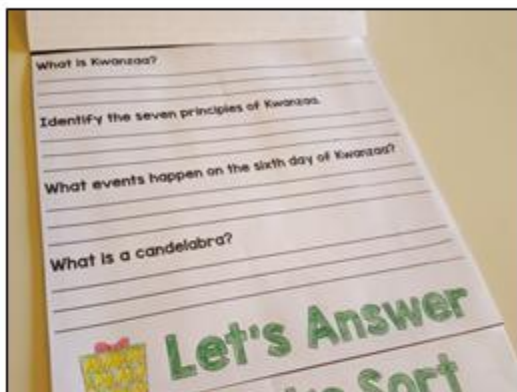 What is Kwanzaa?
Identify the seven principles of Kwanzaa.
What events happen on the sixth day of Kwanzaa?
What is a candelabra?
Let's Answer
Sort